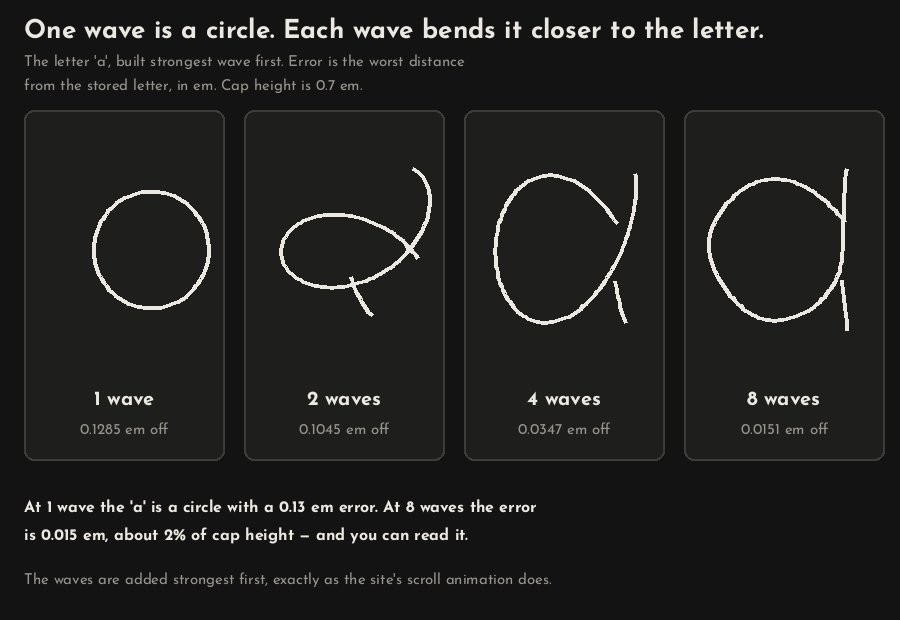 One wave is a circle. Each wave bends it closer to the letter.
The letter 'a', built strongest wave first. Error is the worst distance
from the stored letter, in em. Cap height is 0.7 em.
1 wave
0.1285 em off
2 waves
0.1045 em off
4 waves
0.0347 em off
8 waves
0.0151 em off
At 1 wave the 'a' is a circle with a 0.13 em error. At 8 waves the error
is 0.015 em, about 2% of cap height – and you can read it.
The waves are added strongest first, exactly as the site's scroll animation does.